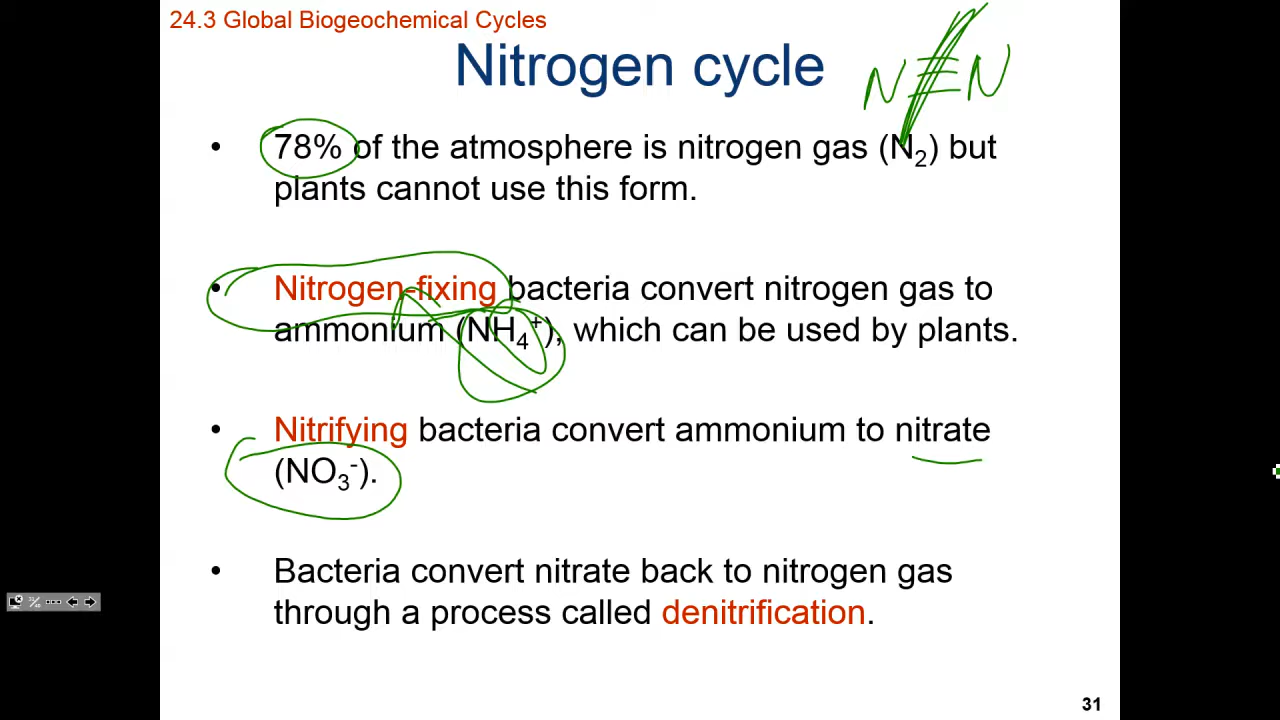 24.3 Global Biogeochemical Cycles
Nitrogen cycle
N≡N
• 78% of the atmosphere is nitrogen gas (N₂) but
plants cannot use this form.
• Nitrogen-fixing bacteria convert nitrogen gas to
ammonium (NH₄⁺), which can be used by plants.
• Nitrifying bacteria convert ammonium to nitrate
(NO₃⁻).
• Bacteria convert nitrate back to nitrogen gas
through a process called denitrification.
31